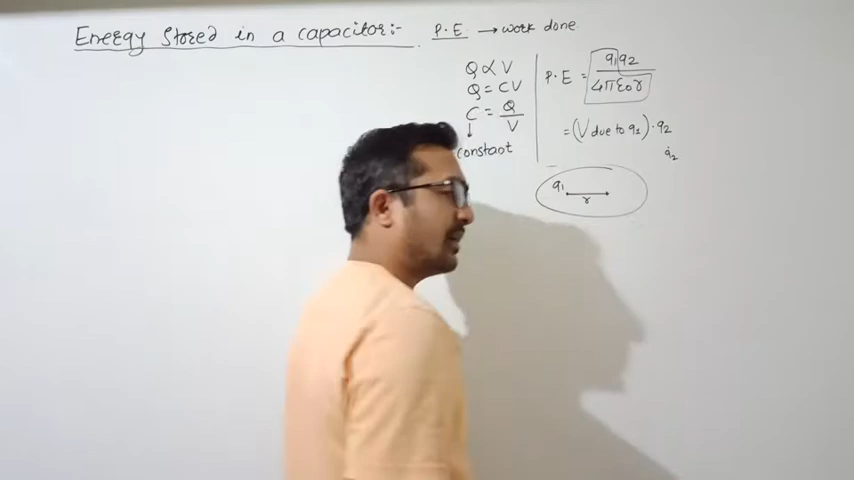 Energy Stored in a capacitor:-
P.E → work done
Q ∝ V
Q = CV
C = Q/V
↓
constant
P.E = q1q2/4πε0r
= (V due to q1) · q2
q2
q1
r